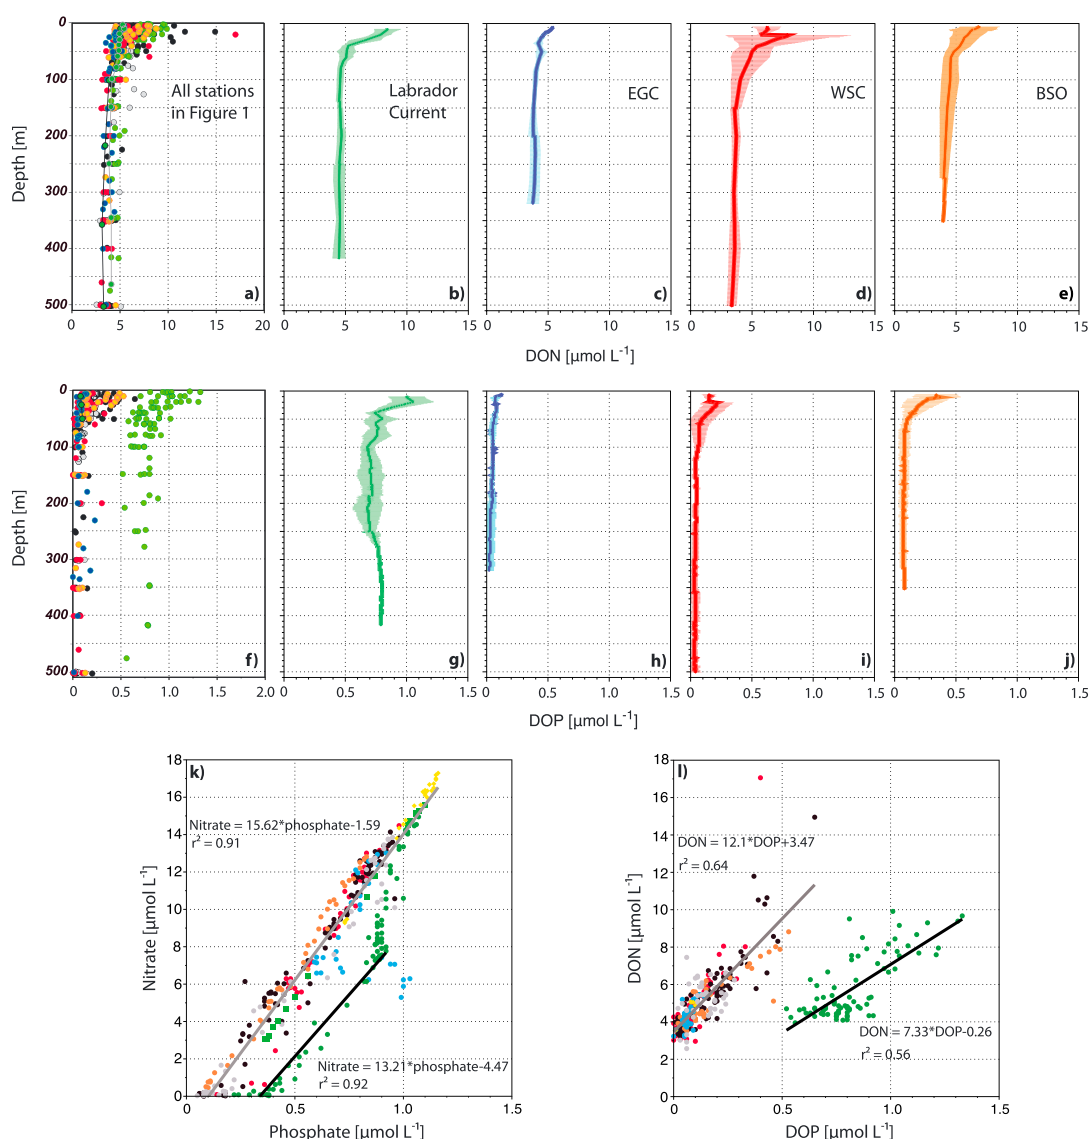 0
100
200
300
400
500
Depth [m]
All stations
in Figure 1
a)
0 5 10 15 20
Labrador
Current
b)
0 5 10 15
EGC
c)
0 5 10 15
WSC
d)
0 5 10 15
BSO
e)
0 5 10 15
DON [µmol L-1]
0
100
200
300
400
500
Depth [m]
f)
0 0.5 1.0 1.5 2.0
g)
0 0.5 1.0 1.5
h)
0 0.5 1.0 1.5
i)
0 0.5 1.0 1.5
j)
0 0.5 1.0 1.5
DOP [µmol L-1]
k)
18
16
14
12
10
8
6
4
2
0
Nitrate [µmol L-1]
Nitrate = 15.62*phosphate-1.59
r2 = 0.91
Nitrate = 13.21*phosphate-4.47
r2 = 0.92
0 0.5 1.0 1.5
Phosphate [µmol L-1]
l)
18
16
14
12
10
8
6
4
2
0
DON [µmol L-1]
DON = 12.1*DOP+3.47
r2 = 0.64
DON = 7.33*DOP-0.26
r2 = 0.56
0 0.5 1.0 1.5
DOP [µmol L-1]